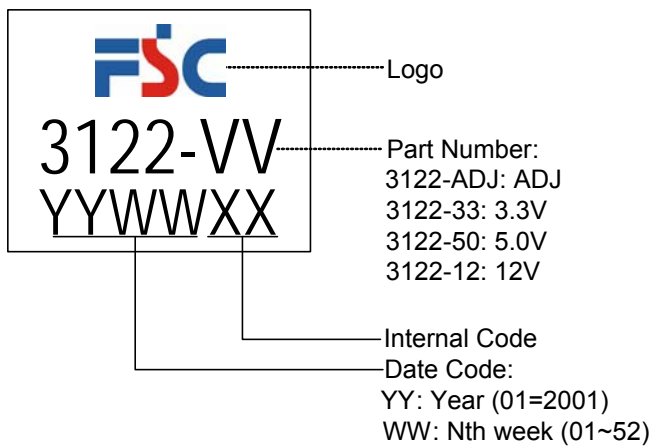 FSC
Logo
3122-VV
Part Number:
3122-ADJ: ADJ
3122-33: 3.3V
3122-50: 5.0V
3122-12: 12V
YYWWXX
Internal Code
Date Code:
YY: Year (01=2001)
WW: Nth week (01~52)